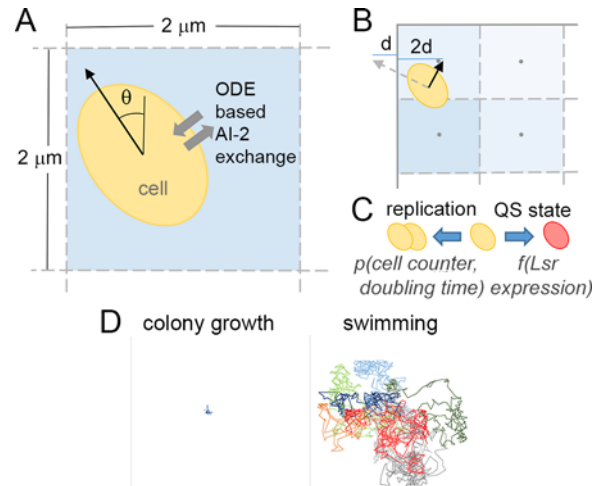 A
2 μm
2 μm
θ
cell
ODE
based
AI-2
exchange
B
d
2d
C
replication
QS state
p(cell counter,
doubling time)
f(Lsr
expression)
D
colony growth
swimming